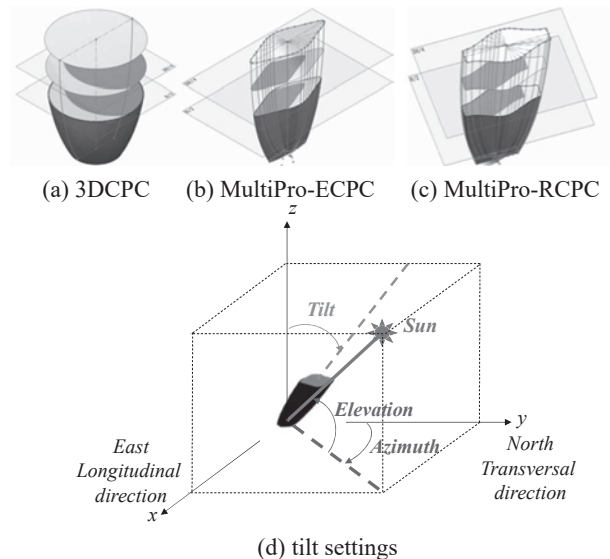 (a) 3DCPC (b) MultiPro-ECPC (c) MultiPro-RCPC
z
Tilt
Sun
Elevation
y
Azimuth
East
Longitudinal
direction
x
North
Transversal
direction
(d) tilt settings